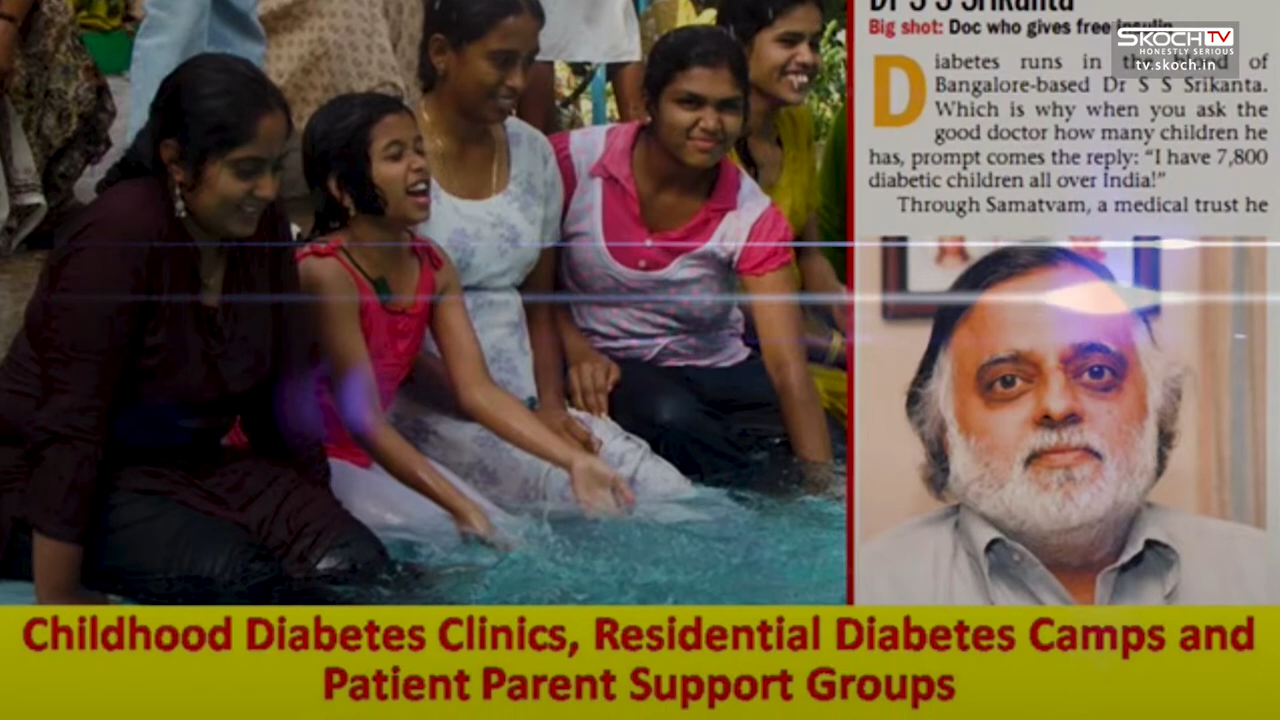 Dr S S Srikanta
Big shot: Doc who gives free insulin
SKOCH TV
HONESTLY SERIOUS
tv.skoch.in
Diabetes runs in the of
Bangalore-based Dr S S Srikanta.
Which is why when you ask the
good doctor how many children he
has, prompt comes the reply: “I have 7,800
diabetic children all over India!”
Through Samatvam, a medical trust he
Childhood Diabetes Clinics, Residential Diabetes Camps and
Patient Parent Support Groups